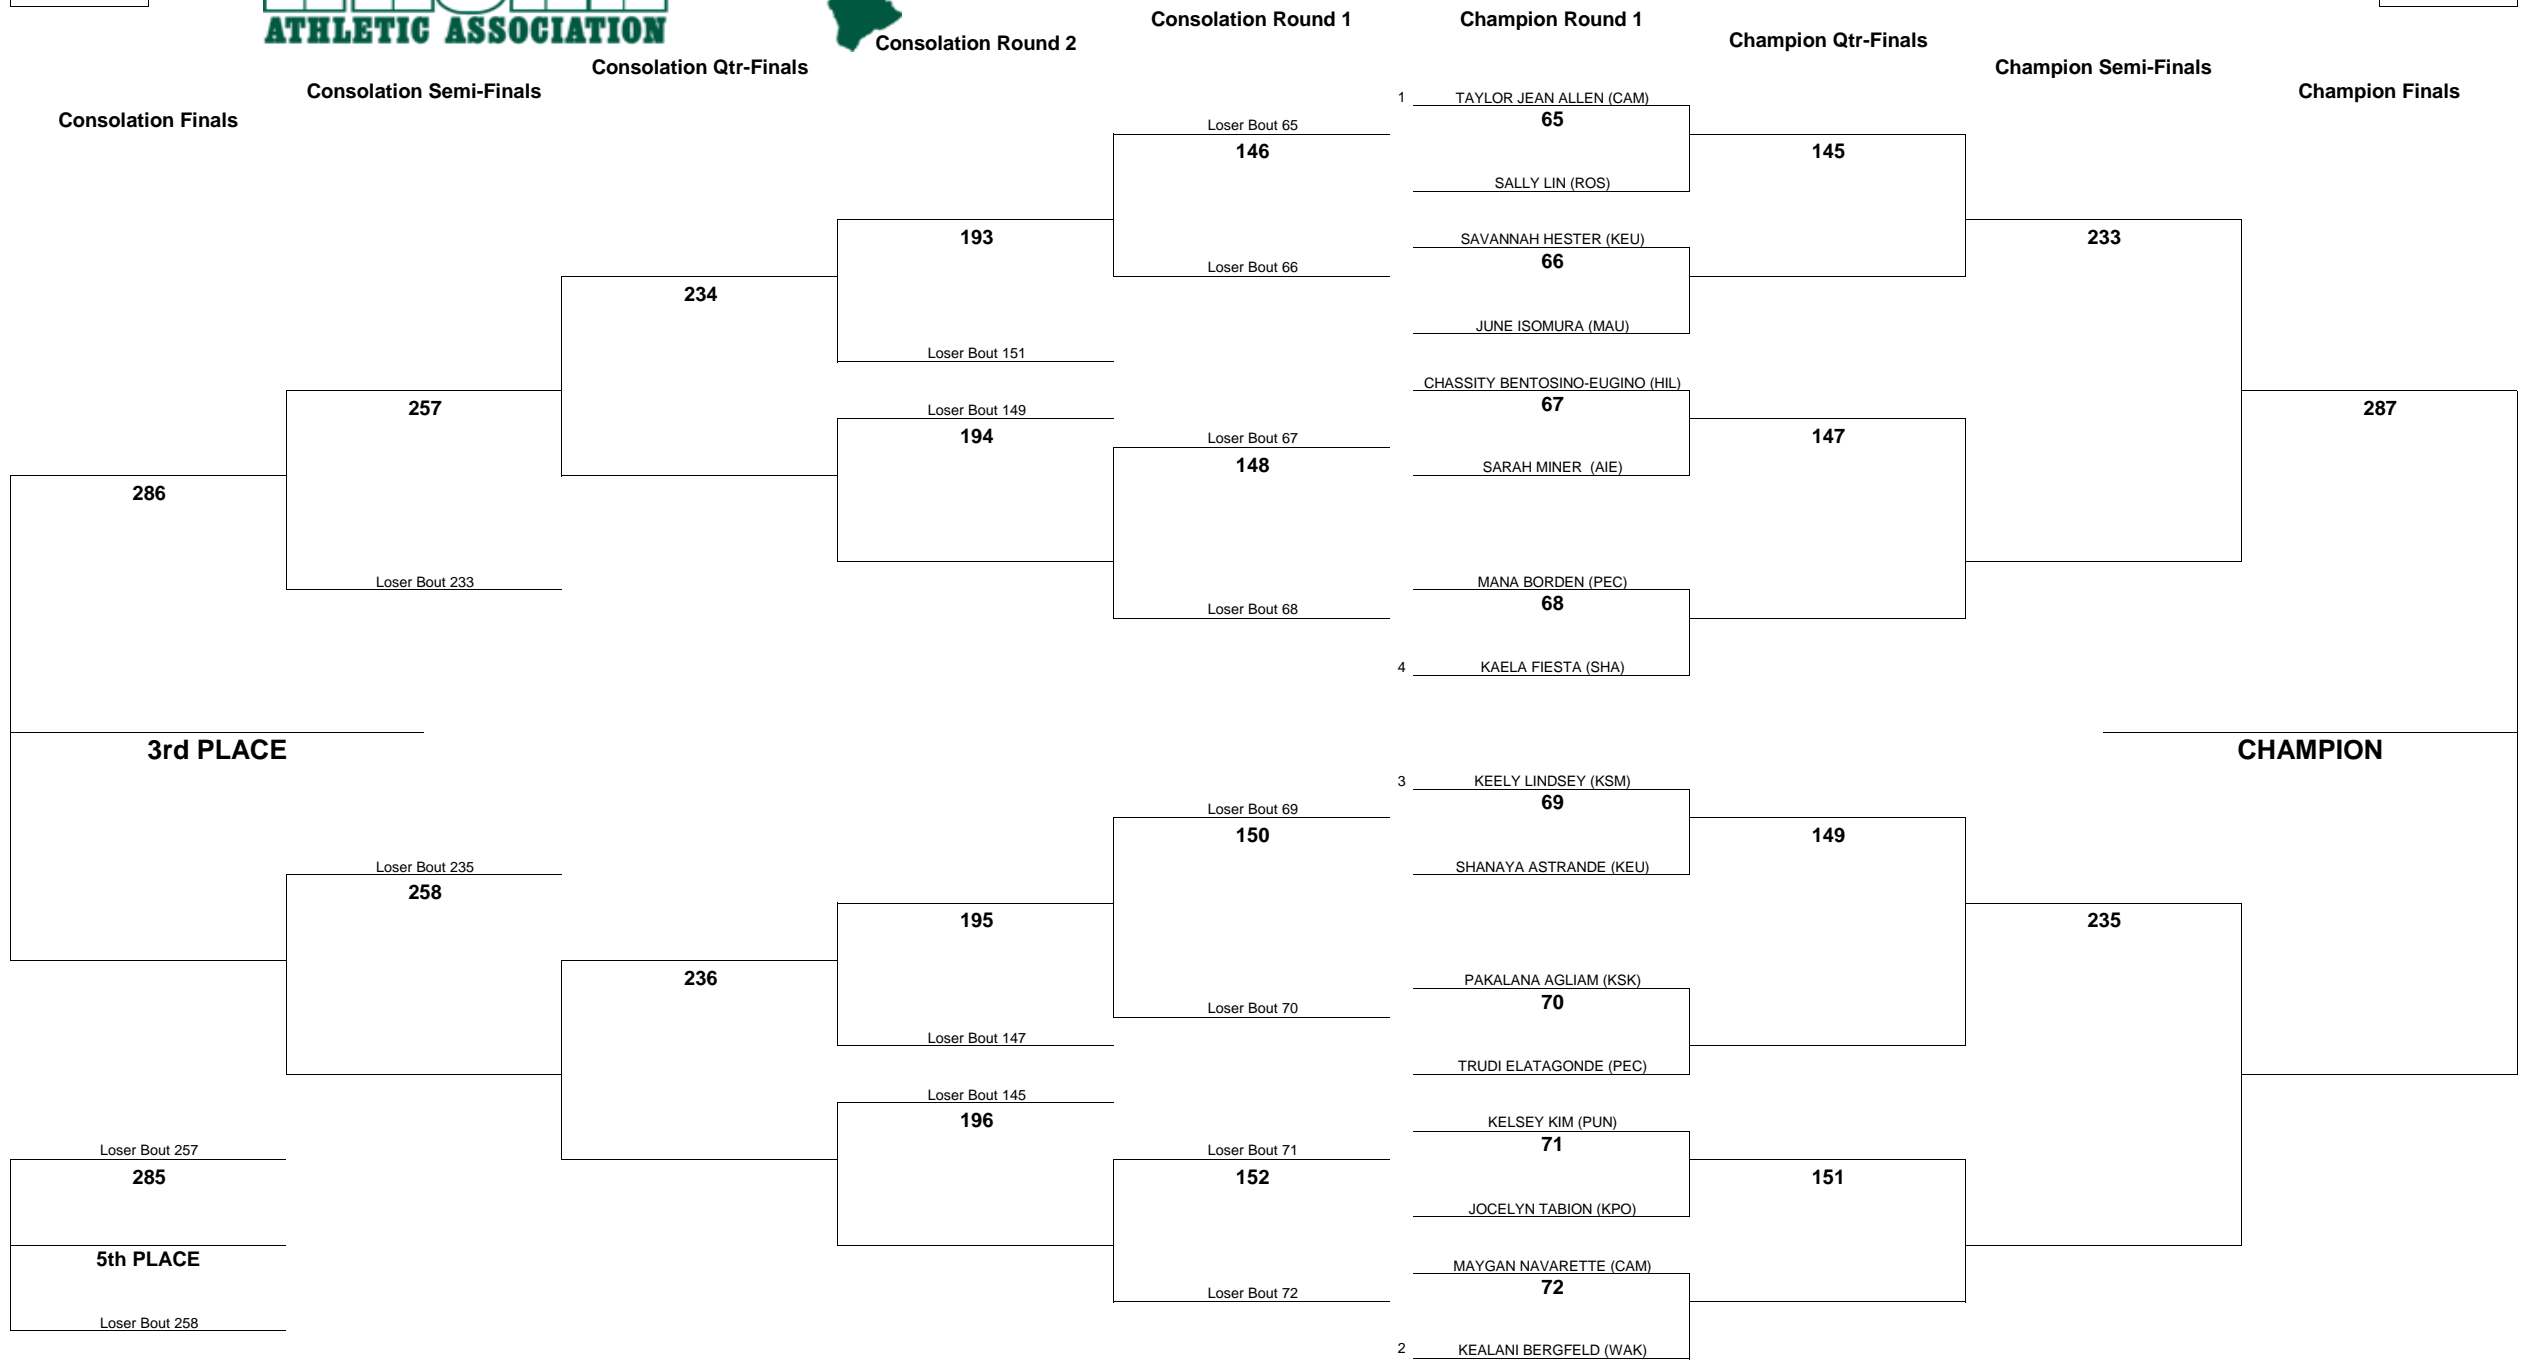 ATHLETIC ASSOCIATION
Consolation Round 1
Champion Round 1
Consolation Round 2
Champion Qtr-Finals
Consolation Qtr-Finals
Champion Semi-Finals
Consolation Semi-Finals
Champion Finals
Consolation Finals
1 TAYLOR JEAN ALLEN (CAM)
65
Loser Bout 65
146
145
SALLY LIN (ROS)
193
SAVANNAH HESTER (KEU)
233
66
Loser Bout 66
234
JUNE ISOMURA (MAU)
Loser Bout 151
CHASSITY BENTOSINO-EUGINO (HIL)
257
Loser Bout 149
67
287
194
Loser Bout 67
147
148
SARAH MINER (AIE)
286
Loser Bout 233
MANA BORDEN (PEC)
68
Loser Bout 68
4 KAELA FIESTA (SHA)
3rd PLACE
CHAMPION
3 KEELY LINDSEY (KSM)
69
Loser Bout 69
150
149
Loser Bout 235
SHANAYA ASTRANDE (KEU)
258
195
235
236
PAKALANA AGLIAM (KSK)
70
Loser Bout 70
Loser Bout 147
TRUDI ELATAGONDE (PEC)
Loser Bout 145
196
KELSEY KIM (PUN)
71
Loser Bout 257
Loser Bout 71
285
152
151
JOCELYN TABION (KPO)
5th PLACE
MAYGAN NAVARETTE (CAM)
72
Loser Bout 72
Loser Bout 258
2 KEALANI BERGFELD (WAK)